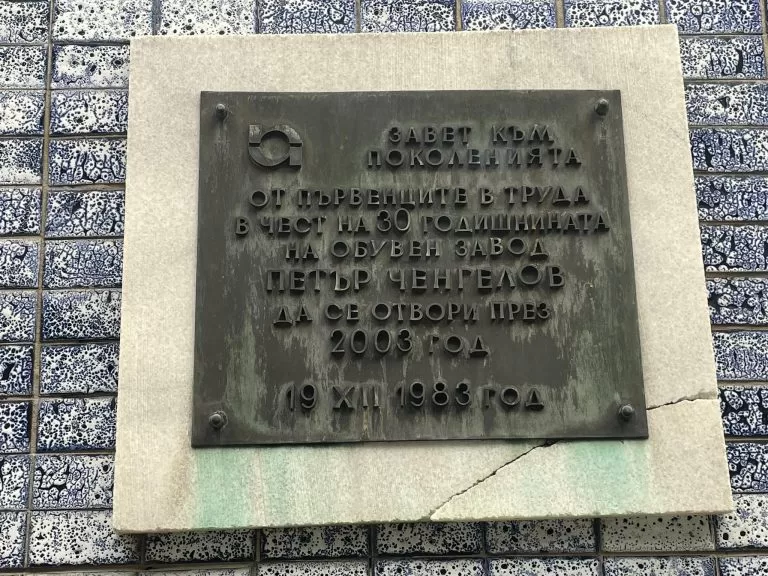 ЗАВЕТ КЪМ
ПОКОЛЕНИЯТА
ОТ ПЪРВЕНЦИТЕ В ТРУДА
В ЧЕСТ НА 30 ГОДИШНИНАТА
НА ОБУВЕН ЗАВОД
ПЕТЪР ЧЕНГЕЛОВ
ДА СЕ ОТВОРИ ПРЕЗ
2003 ГОД
19 XII 1983 ГОД